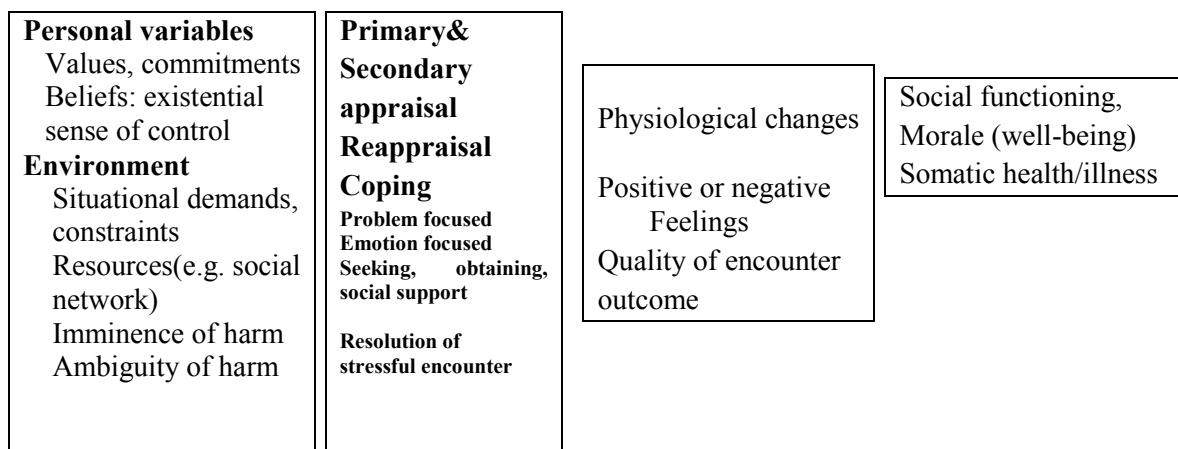 Personal variables
Values, commitments
Beliefs: existential
sense of control
Environment
Situational demands,
constraints
Resources(e.g. social
network)
Imminence of harm
Ambiguity of harm
Primary&
Secondary
appraisal
Reappraisal
Coping
Problem focused
Emotion focused
Seeking, obtaining,
social support
Resolution of
stressful encounter
Physiological changes
Positive or negative
Feelings
Quality of encounter
outcome
Social functioning,
Morale (well-being)
Somatic health/illness